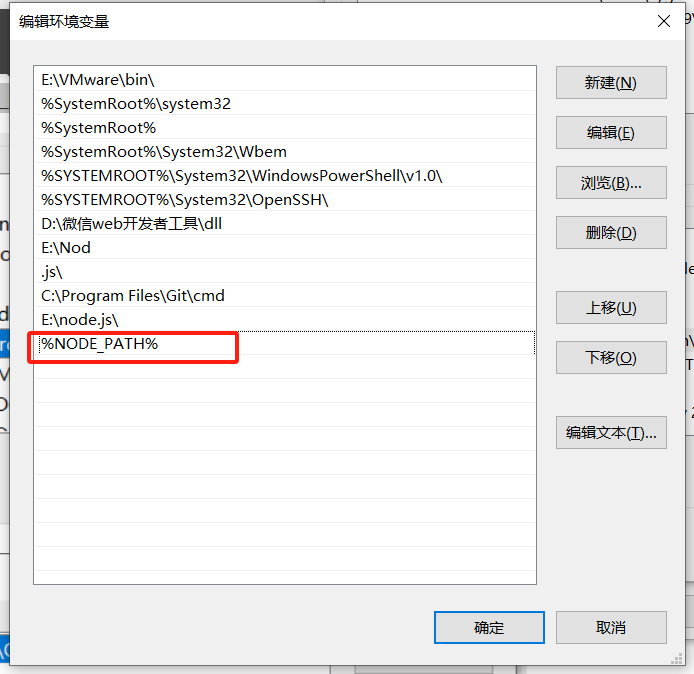 编辑环境变量
E:\VMware\bin\
%SystemRoot%\system32
%SystemRoot%
%SystemRoot%\System32\Wbem
%SYSTEMROOT%\System32\WindowsPowerShell\v1.0\
%SYSTEMROOT%\System32\OpenSSH\
D:\微信web开发者工具\dll
E:\Nod
.js\
C:\Program Files\Git\cmd
E:\node.js\
%NODE_PATH%
新建(N)
编辑(E)
浏览(B)...
删除(D)
上移(U)
下移(O)
编辑文本(T)...
确定
取消